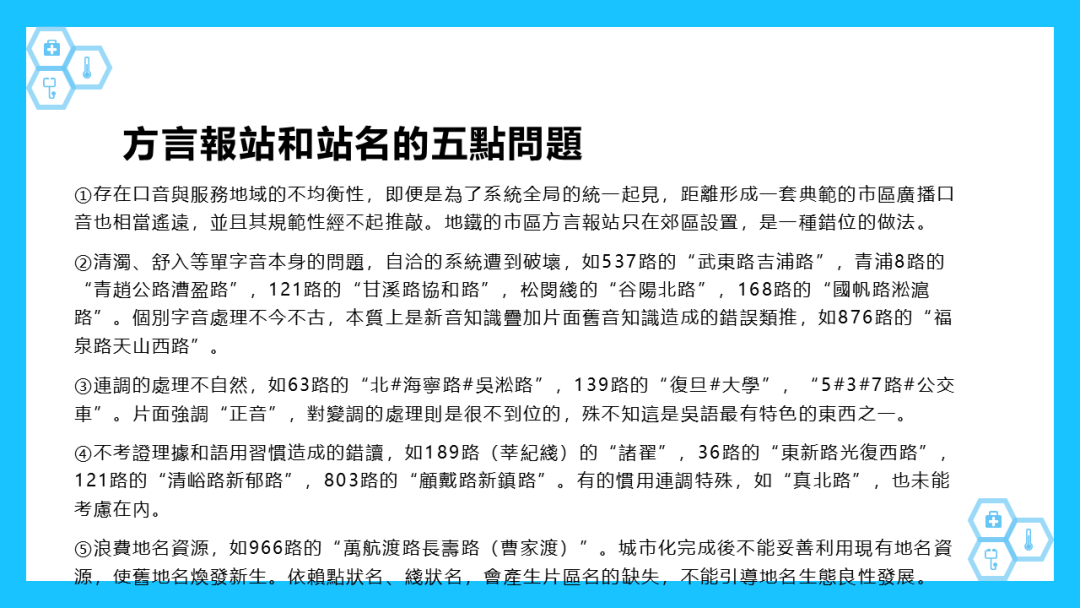 方言報站和站名的五點問題
①存在口音與服務地域的不均衡性，即便是為了系統全局的統一起見，距離形成一套典範的市區廣播口
音也相當遙遠，並且其規範性經不起推敲。地鐵的市區方言報站只在郊區設置，是一種錯位的做法。
②清濁、舒入等單字音本身的問題，自洽的系統遭到破壞，如537路的“武東路吉浦路”，青浦8路的
“青趙公路漕盈路”，121路的“甘溪路協和路”，松閔綫的“谷陽北路”，168路的“國帆路淞滬
路”。個別字音處理不今不古，本質上是新音知識疊加片面舊音知識造成的錯誤類推，如876路的“福
泉路天山西路”。
③連調的處理不自然，如63路的“北#海寧路#吳淞路”，139路的“復旦#大學”，“5#3#7路#公交
車”。片面強調“正音”，對變調的處理則是很不到位的，殊不知這是吳語最有特色的東西之一。
④不考證理據和語用習慣造成的錯讀，如189路（莘紀綫）的“諸翟”，36路的“東新路光復西路”，
121路的“清峪路新郁路”，803路的“顧戴路新鎮路”。有的慣用連調特殊，如“真北路”，也未能
考慮在內。
⑤浪費地名資源，如966路的“萬航渡路長壽路（曹家渡）”。城市化完成後不能妥善利用現有地名資
源，使舊地名煥發新生。依賴點狀名、綫狀名，會產生片區名的缺失，不能引導地名生態良性發展。